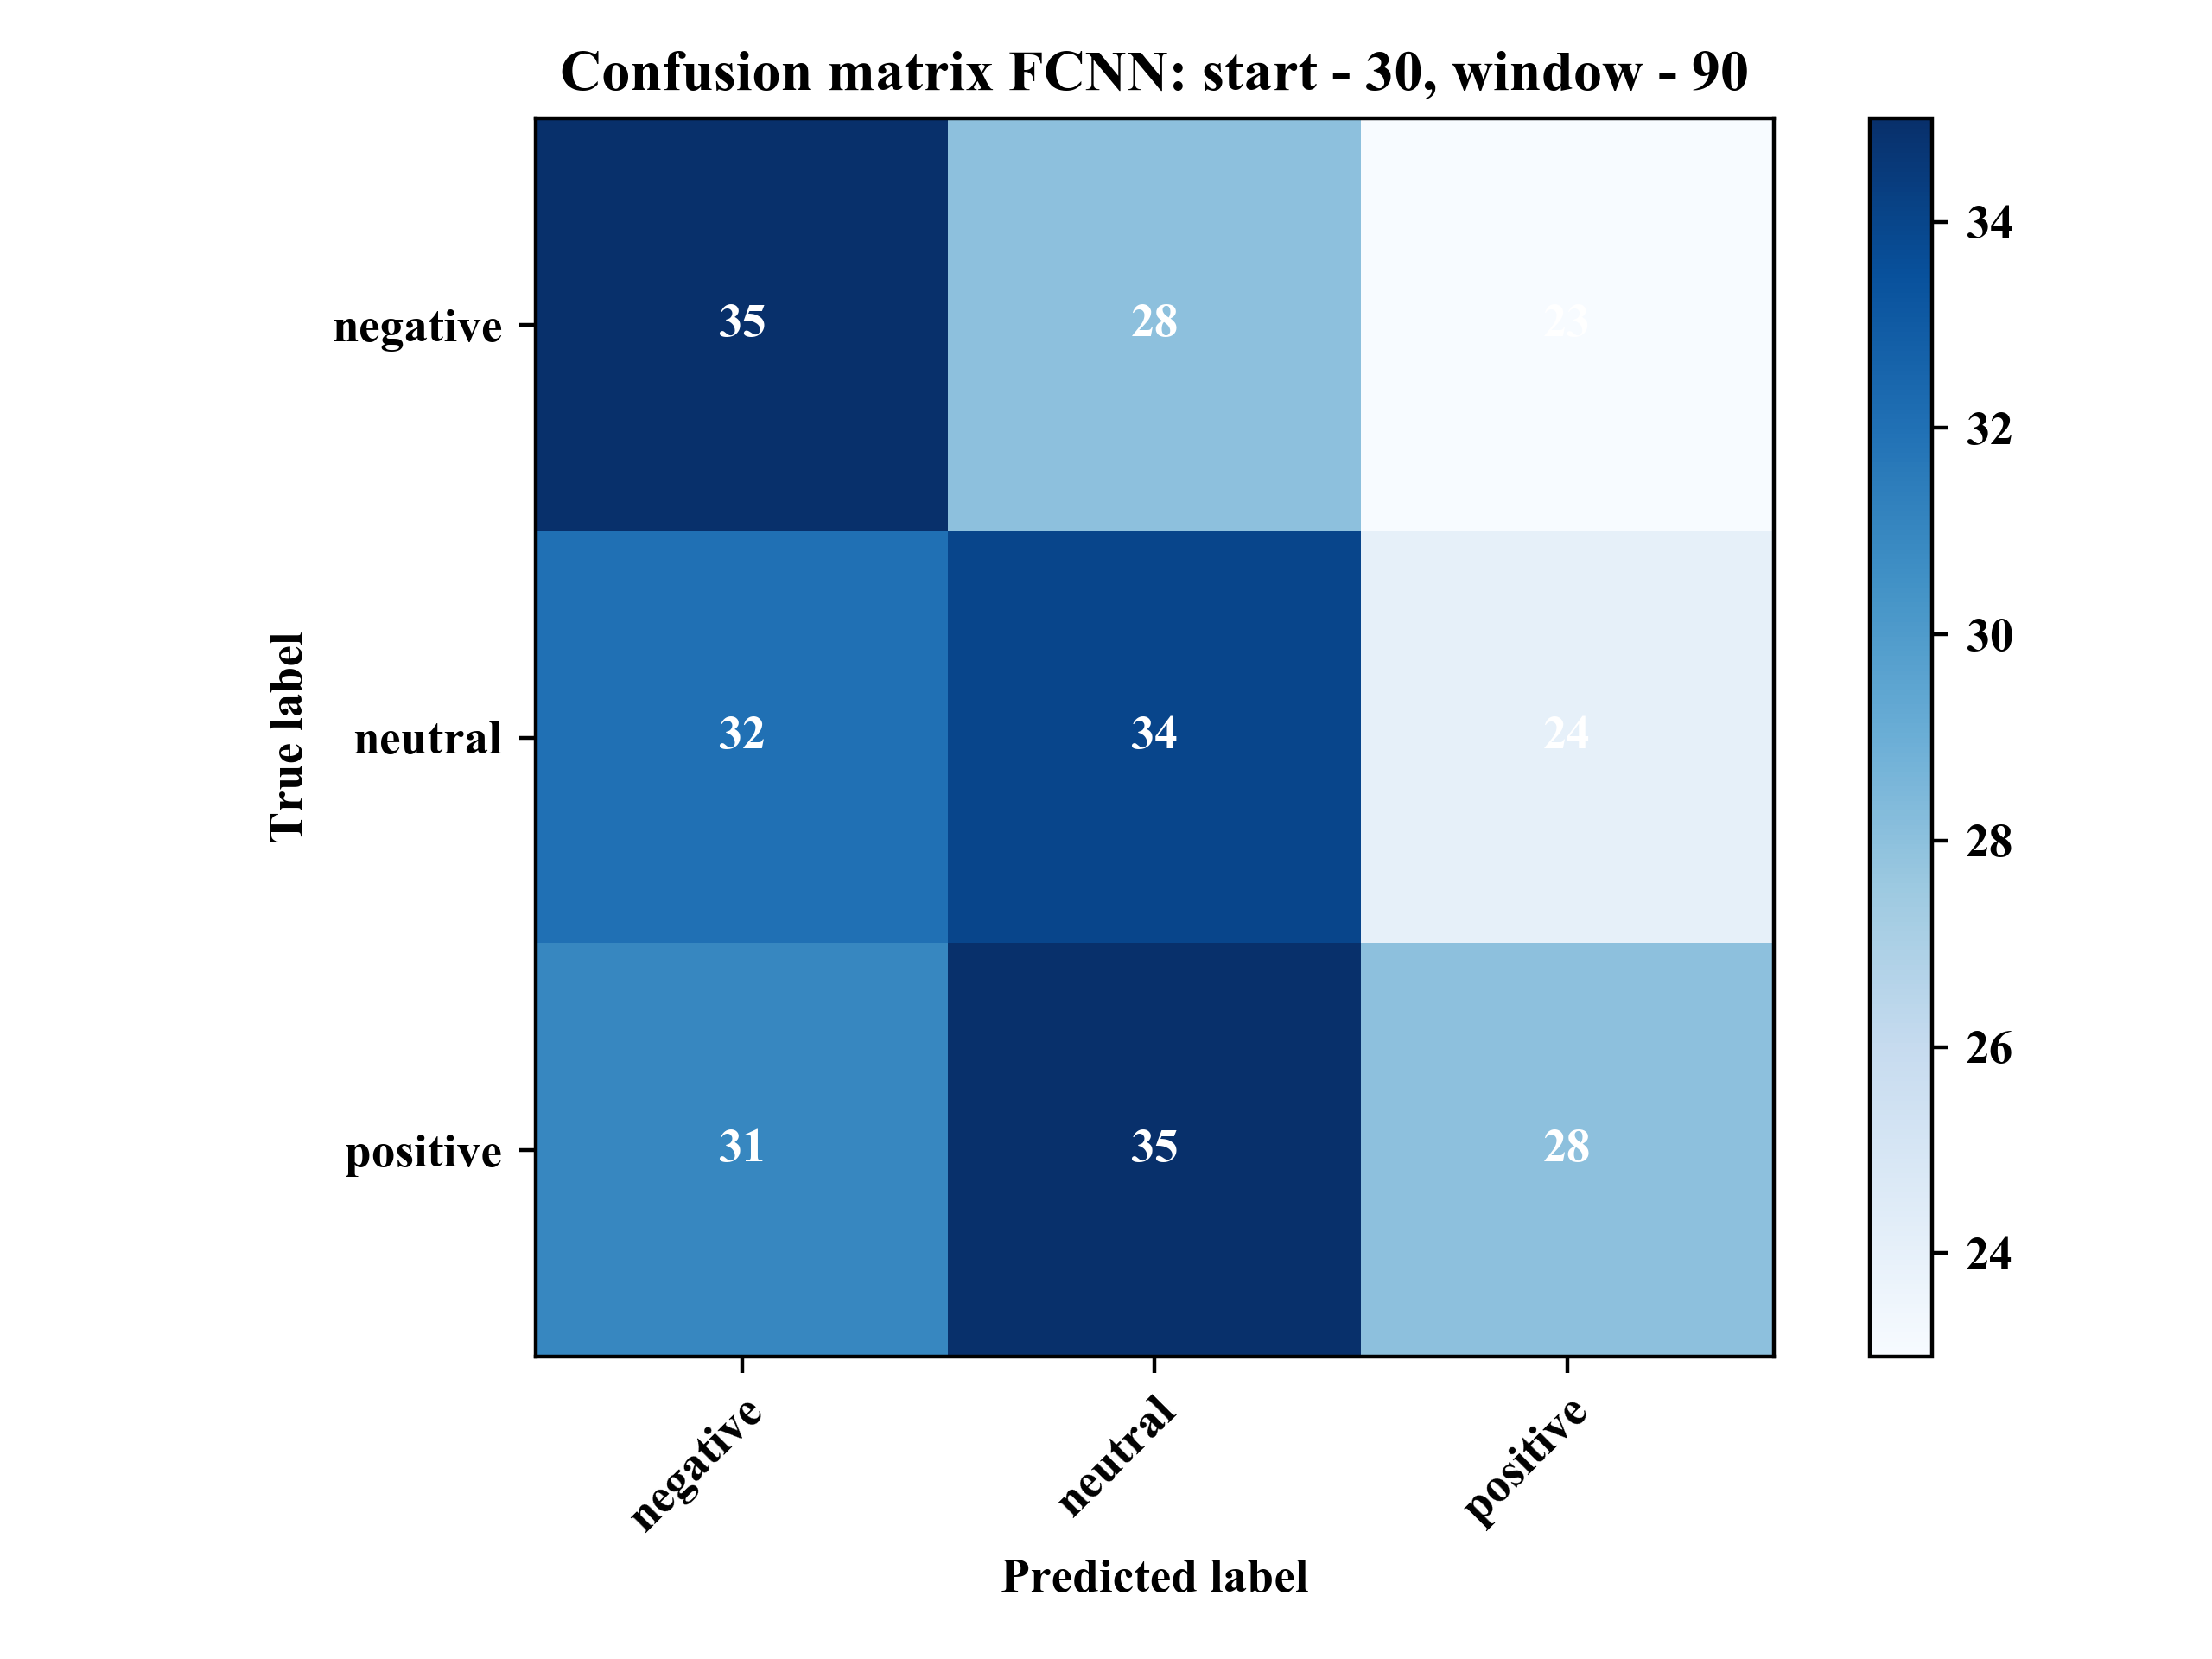 Confusion matrix FCNN: start - 30, window - 90
negative 35 28 23
neutral 32 34 24
positive 31 35 28
True label
negative neutral positive
Predicted label
34
32
30
28
26
24